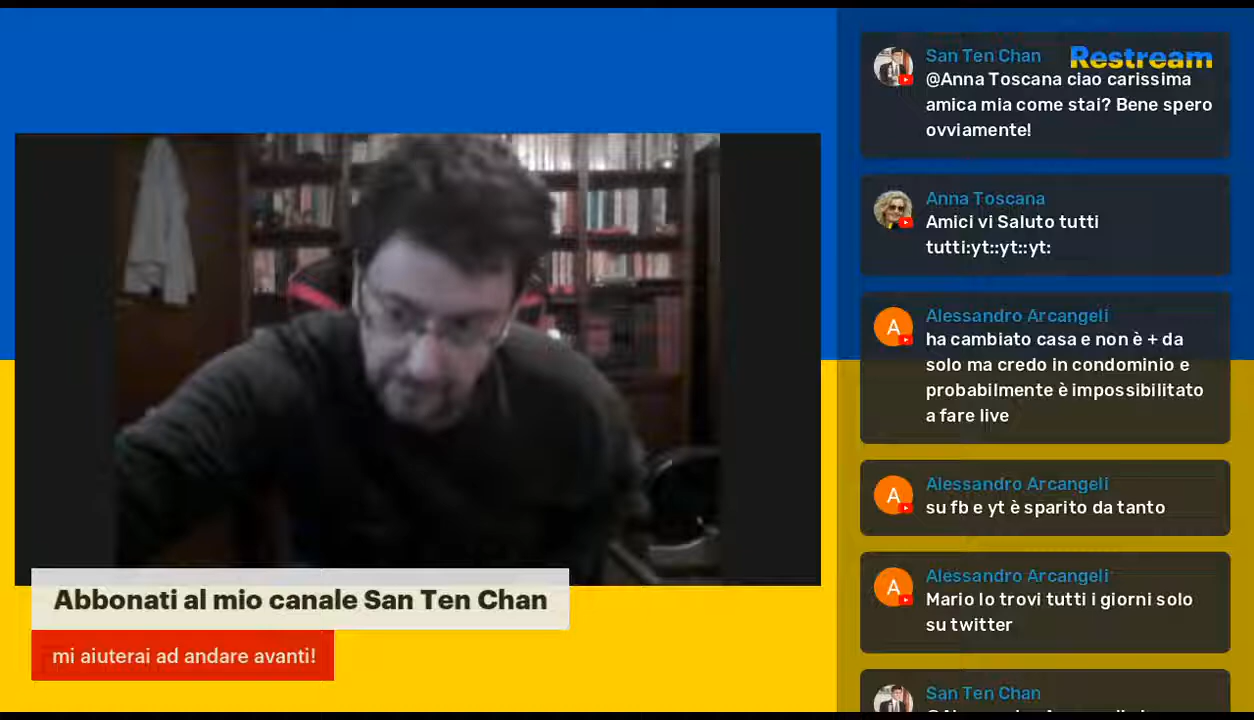 Restream
San Ten Chan
@Anna Toscana ciao carissima
amica mia come stai? Bene spero
ovviamente!
Anna Toscana
Amici vi Saluto tutti
tutti:yt::yt::yt:
A
Alessandro Arcangeli
ha cambiato casa e non è + da
solo ma credo in condominio e
probabilmente è impossibilitato
a fare live
A
Alessandro Arcangeli
su fb e yt è sparito da tanto
A
Alessandro Arcangeli
Mario lo trovi tutti i giorni solo
su twitter
San Ten Chan
Abbonati al mio canale San Ten Chan
mi aiuterai ad andare avanti!